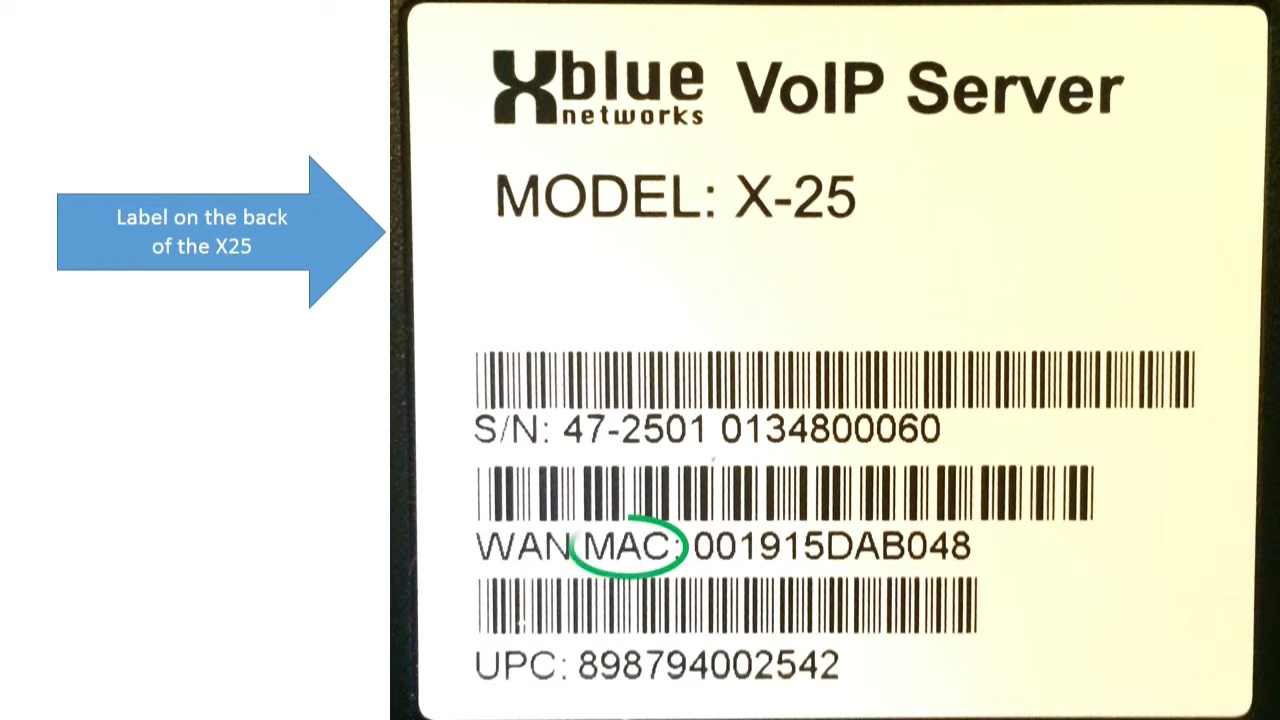 Label on the back
of the X25
Xblue
networks
VoIP Server
MODEL: X-25
S/N: 47-2501 0134800060
WAN MAC: 001915DAB048
UPC: 898794002542